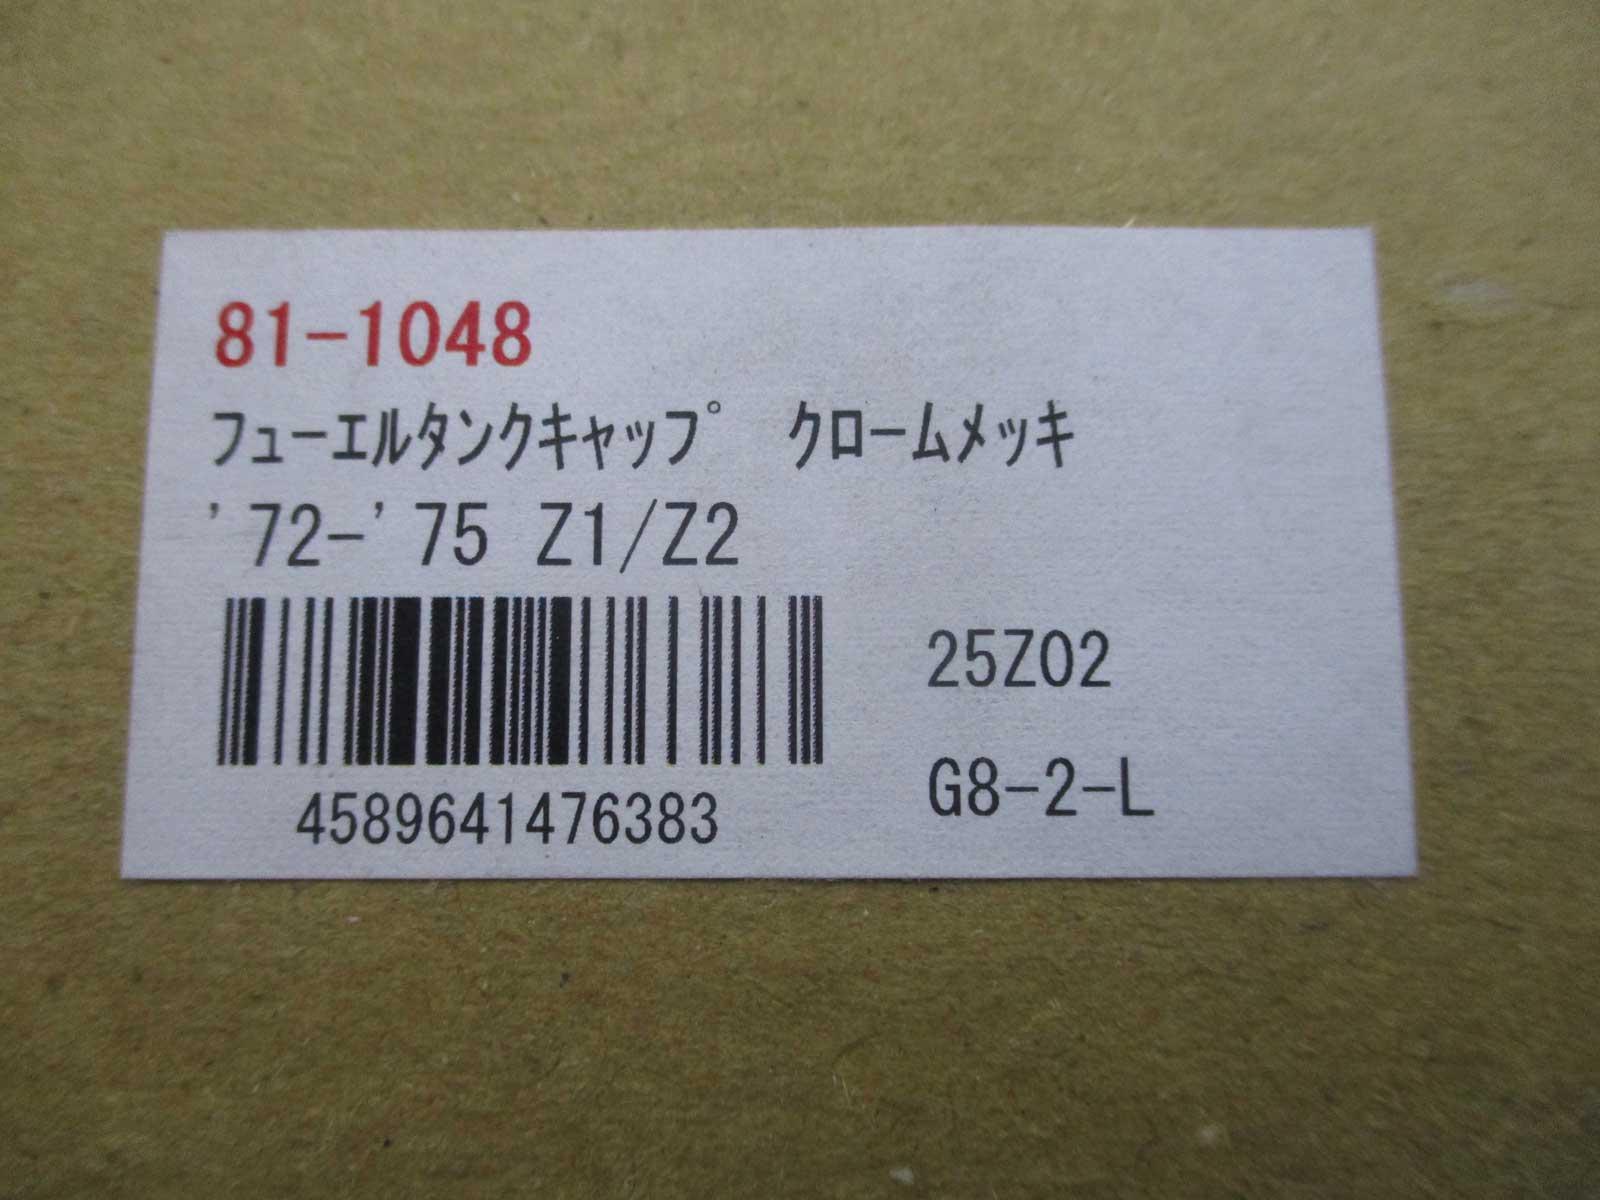 81-1048
ﾌｭｰｴﾙﾀﾝｸｷｬｯﾌﾟ ｸﾛｰﾑﾒｯｷ
'72-'75 Z1/Z2
25Z02
G8-2-L
4589641476383